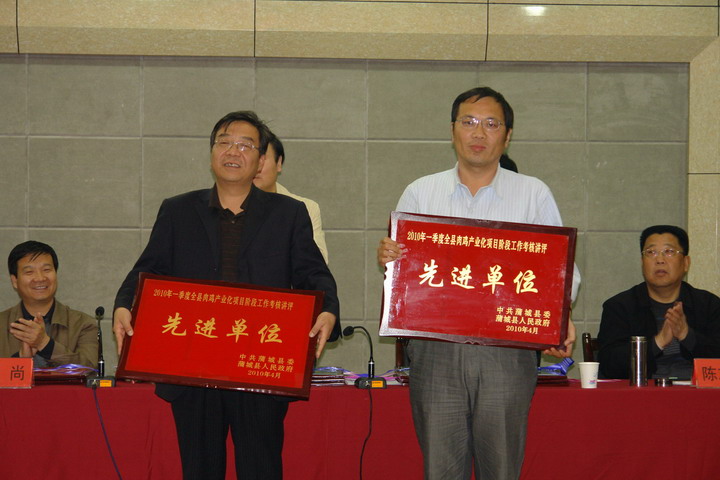 2010年一季度全县肉鸡产业化项目阶段工作考核讲评
先进单位
中共蒲城县委
蒲城县人民政府
2010年4月
2010年一季度全县肉鸡产业化项目阶段工作考核讲评
先进单位
中共蒲城县委
蒲城县人民政府
2010年4月
尚
陈